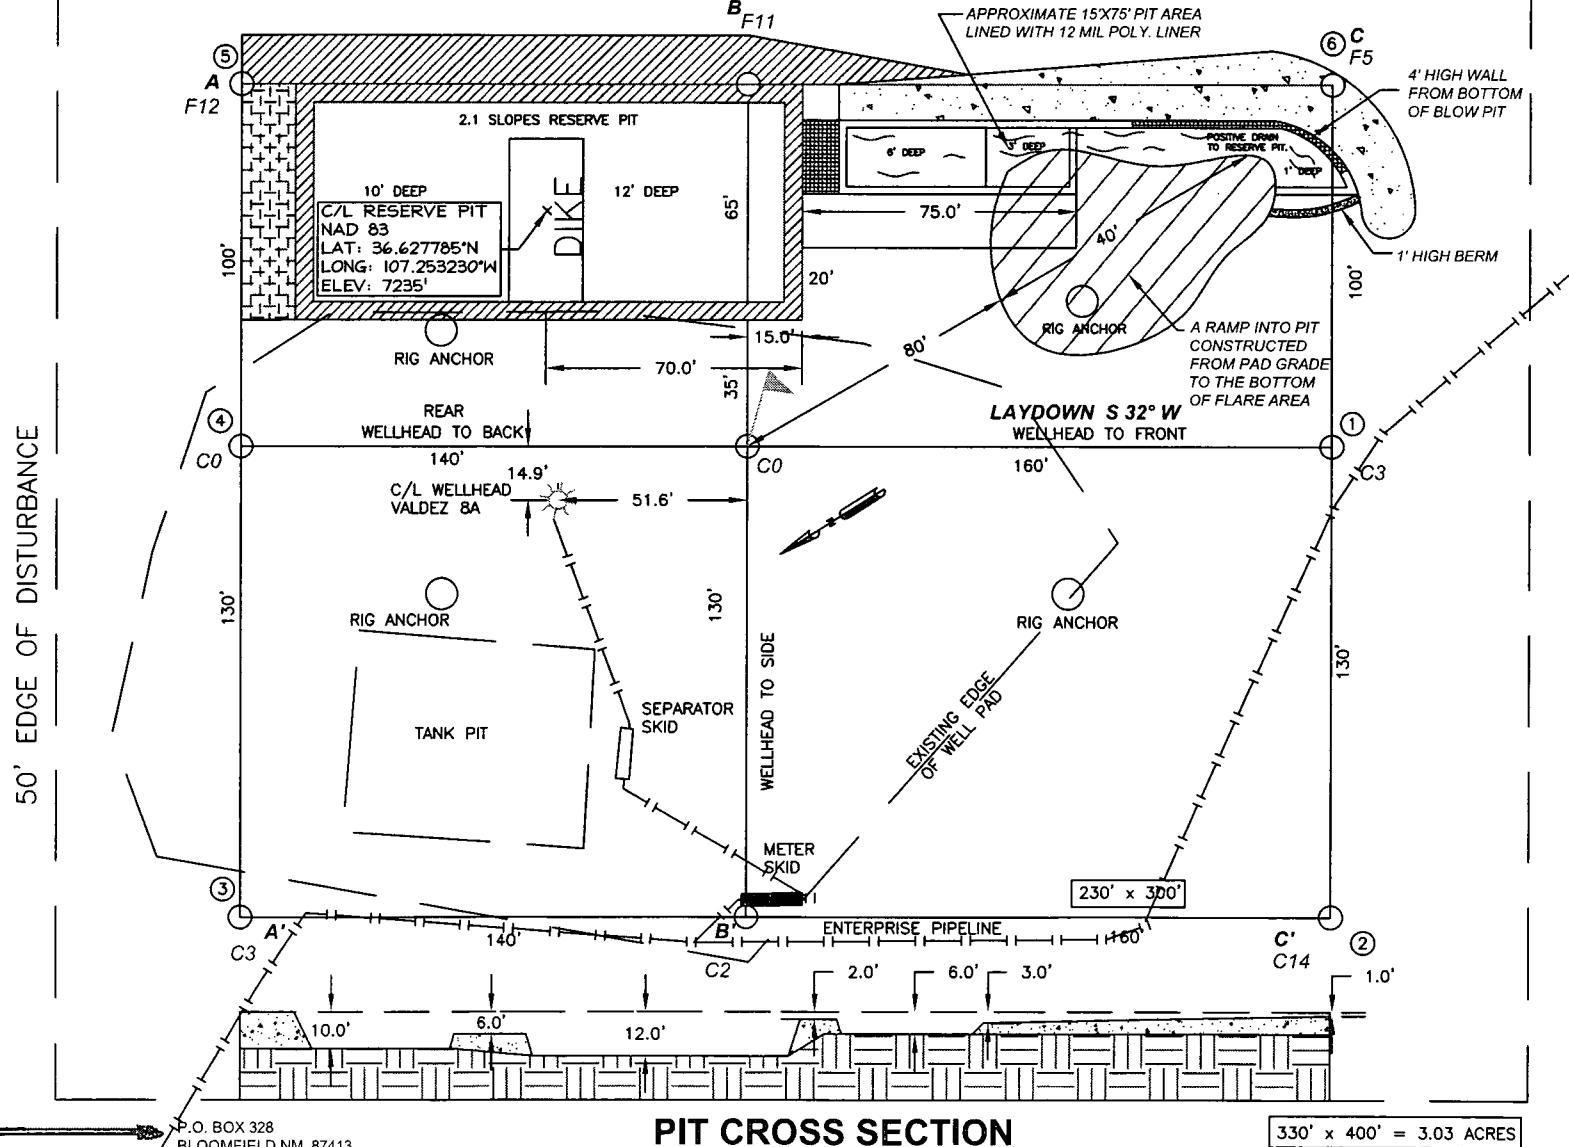 B
F11
APPROXIMATE 15'X75' PIT AREA
LINED WITH 12 MIL POLY. LINER
5
A
F12
6
C
F5
4' HIGH WALL
FROM BOTTOM
OF BLOW PIT
2.1 SLOPES RESERVE PIT
10' DEEP
DIKE
12' DEEP
65'
6' DEEP
3' DEEP
POSITIVE DRAIN
TO RESERVE PIT.
1' DEEP
C/L RESERVE PIT
NAD 83
LAT: 36.627785°N
LONG: 107.253230°W
ELEV: 7235'
100'
75.0'
40'
20'
1' HIGH BERM
100'
RIG ANCHOR
RIG ANCHOR
15.0'
70.0'
35'
80'
A RAMP INTO PIT
CONSTRUCTED
FROM PAD GRADE
TO THE BOTTOM
OF FLARE AREA
REAR
WELLHEAD TO BACK
LAYDOWN S 32° W
WELLHEAD TO FRONT
4
C0
140'
C0
160'
1
C3
14.9'
C/L WELLHEAD
VALDEZ 8A
51.6'
N
50' EDGE OF DISTURBANCE
130'
130'
130'
RIG ANCHOR
RIG ANCHOR
WELLHEAD TO SIDE
TANK PIT
SEPARATOR
SKID
EXISTING EDGE
OF WELL PAD
METER
SKID
230' x 300'
3
A'
C3
140'
B'
C2
ENTERPRISE PIPELINE
160'
C'
C14
2
2.0'
6.0'
3.0'
1.0'
10.0'
6.0'
12.0'
PIT CROSS SECTION
330' x 400' = 3.03 ACRES
P.O. BOX 328
BLOOMFIELD NM, 87413